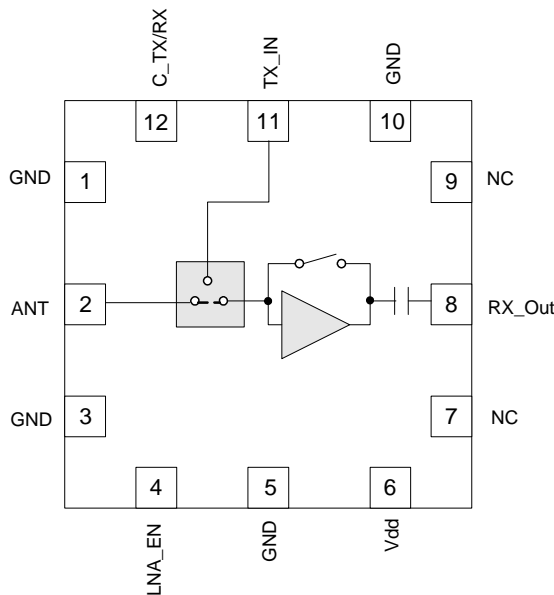 C_TX/RX
TX_IN
GND
12
11
10
GND 1
9 NC
ANT 2
8 RX_Out
GND 3
7 NC
4
5
6
LNA_EN
GND
Vdd